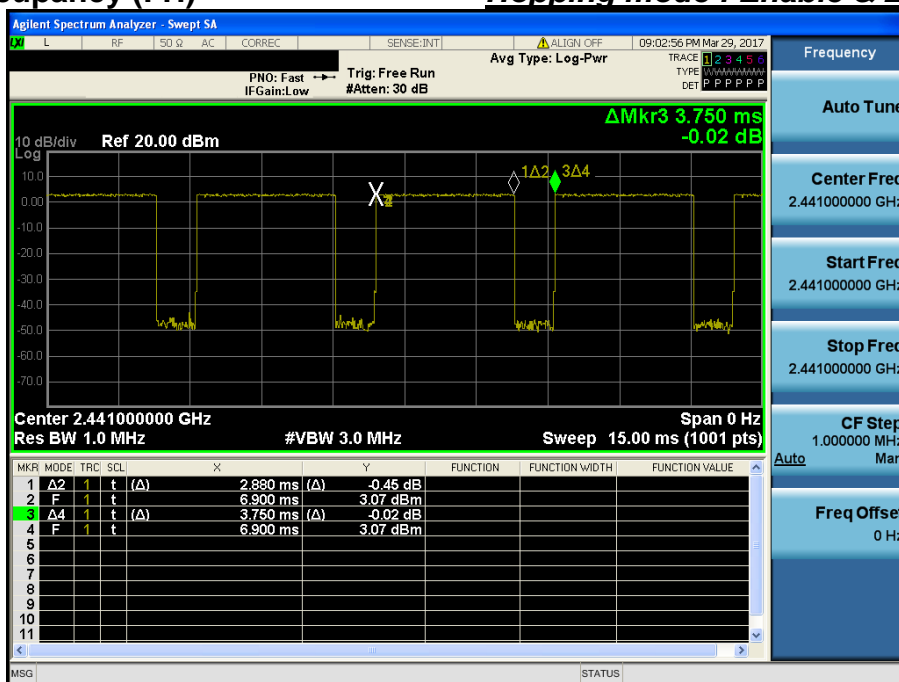 Agilent Spectrum Analyzer - Swept SA
LXI L RF 50 Ω AC CORREC SENSE:INT ALIGN OFF 09:02:56 PM Mar 29, 2017
Frequency
Avg Type: Log-Pwr
TRACE 1 2 3 4 5 6
PNO: Fast Trig: Free Run
TYPE
IFGain:Low #Atten: 30 dB
DET P P P P P P
Auto Tune
ΔMkr3 3.750 ms
-0.02 dB
10 dB/div Ref 20.00 dBm
Log
1Δ2 3Δ4
10.0
0.00
-10.0
-20.0
-30.0
-40.0
-50.0
-60.0
-70.0
X
Center Freq
2.441000000 GHz
Start Freq
2.441000000 GHz
Stop Freq
2.441000000 GHz
Center 2.441000000 GHz Span 0 Hz
Res BW 1.0 MHz #VBW 3.0 MHz Sweep 15.00 ms (1001 pts)
CF Step
1.000000 MHz
Auto Man
MKR MODE TRC SCL X Y FUNCTION FUNCTION WIDTH FUNCTION VALUE
1 Δ2 1 t (Δ) 2.880 ms (Δ) -0.45 dB
2 F 1 t 6.900 ms 3.07 dBm
3 Δ4 1 t (Δ) 3.750 ms (Δ) -0.02 dB
4 F 1 t 6.900 ms 3.07 dBm
5
6
7
8
9
10
11
Freq Offset
0 Hz
MSG STATUS